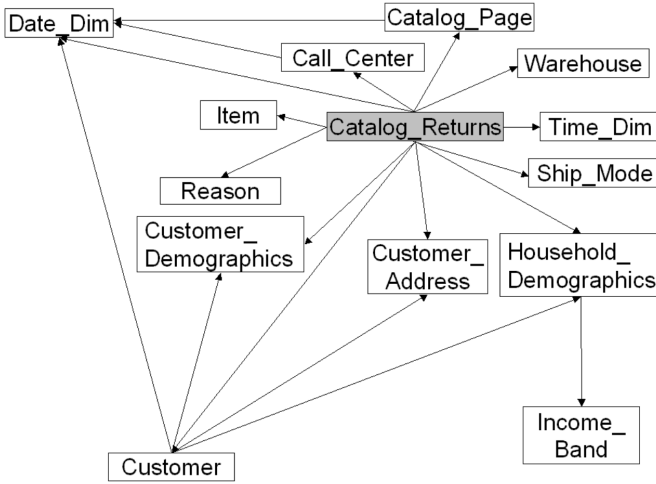 Date_Dim
Catalog_Page
Call_Center
Warehouse
Item
Catalog_Returns
Time_Dim
Ship_Mode
Reason
Customer_
Demographics
Customer_
Address
Household_
Demographics
Income_
Band
Customer